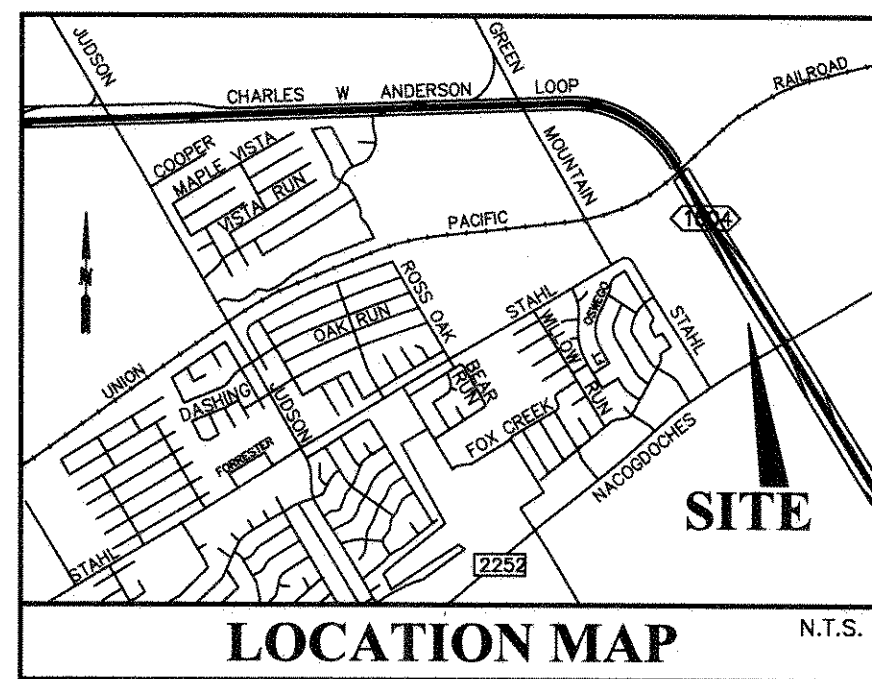 JUDSON
GREEN
MOUNTAIN
CHARLES W ANDERSON LOOP
RAILROAD
COOPER
MAPLE VISTA
VISTA RUN
N
PACIFIC
1604
ROSS OAK
OAK RUN
STAHL
OSWEGO
STAHL
WILLOW RUN
UNION
DASHING
JUDSON
BEAR
RUN
FOX CREEK
FORRESTER
NACOGDOCHES
SITE
STAHL
2252
LOCATION MAP
N.T.S.